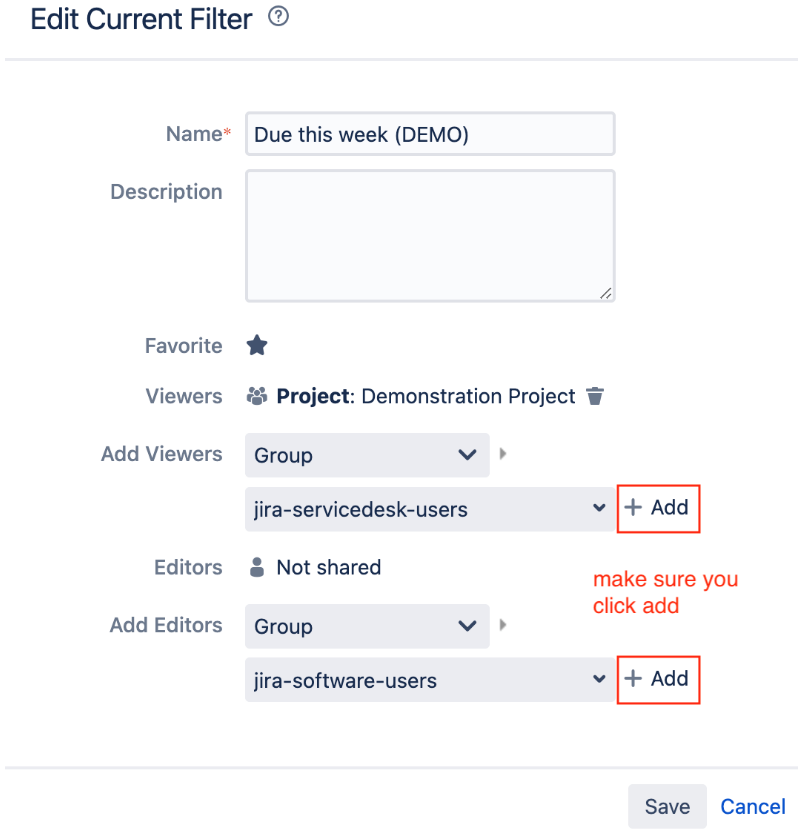 Edit Current Filter ?
Name* Due this week (DEMO)
Description
Favorite
Viewers Project: Demonstration Project
Add Viewers Group
jira-servicedesk-users + Add
Editors Not shared
make sure you
click add
Add Editors Group
jira-software-users + Add
Save Cancel